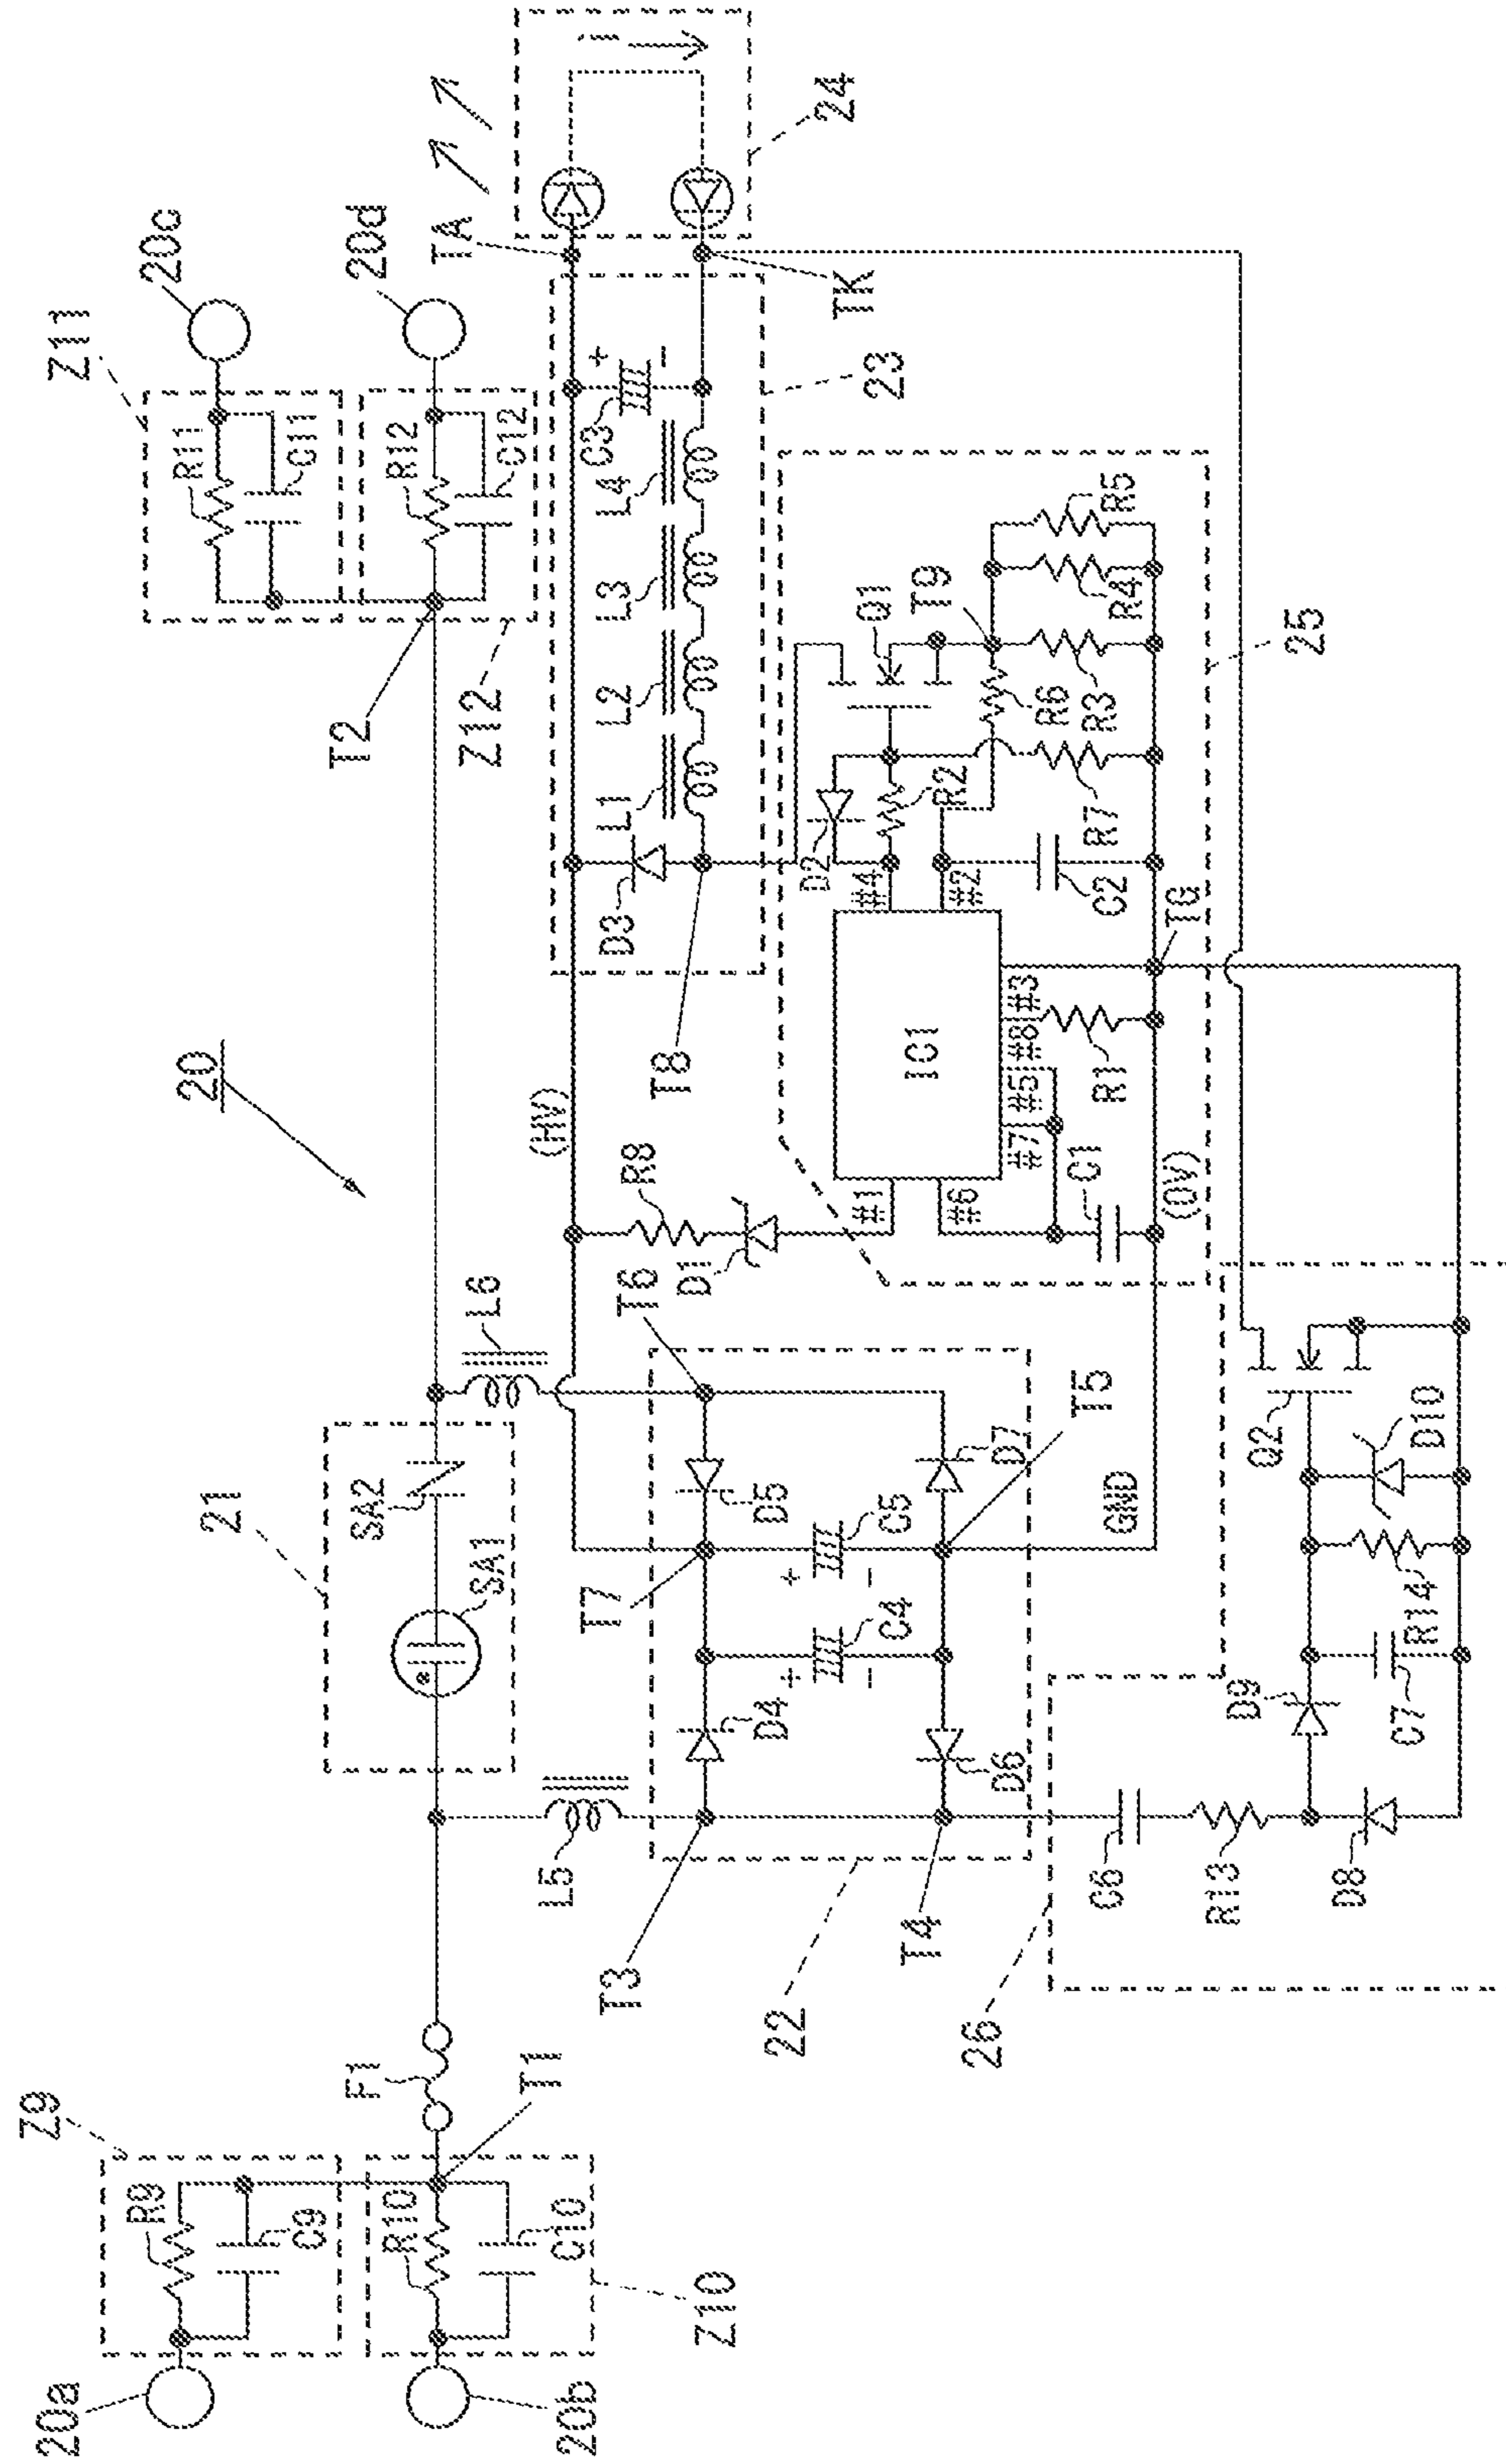 20
20a
Z9
R9
C9
20b
R10
C10
Z10
T1
F1
21
SA1
SA2
L5
L6
T2
Z11
R11
C11
20c
Z12
R12
C12
20d
T3
T4
22
D4
D6
T7
C4
+
-
C5
+
-
D5
D7
T6
T5
GND
(HV)
R8
D1
T8
D3
L1
L2
L3
L4
C3
+
-
23
TA
TK
24
i
IC1
#1
#6
#7
#5
#8
#3
#4
#2
C1
(0V)
R1
TG
C2
D2
R2
R7
R6
R3
Q1
T9
R4
R5
25
26
C6
R13
D8
D9
C7
R14
D10
Q2